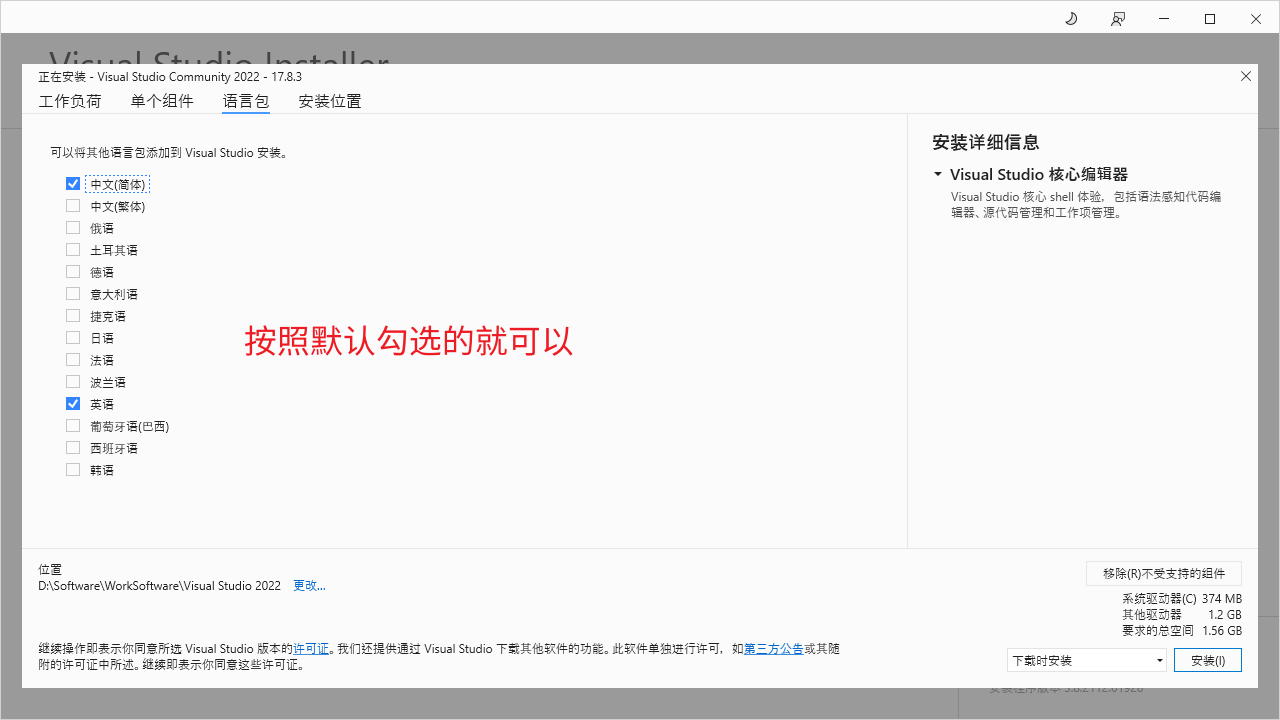 Visual Studio Installer
正在安装 - Visual Studio Community 2022 - 17.8.3
工作负荷 单个组件 语言包 安装位置
可以将其他语言包添加到 Visual Studio 安装。
中文(简体)
中文(繁体)
俄语
土耳其语
德语
意大利语
捷克语
日语
法语
波兰语
英语
葡萄牙语(巴西)
西班牙语
韩语
按照默认勾选的就可以
安装详细信息
Visual Studio 核心编辑器
Visual Studio 核心 shell 体验，包括语法感知代码编
辑器、源代码管理和工作项管理。
位置
D:\Software\WorkSoftware\Visual Studio 2022 更改...
移除(R)不受支持的组件
系统驱动器(C) 374 MB
其他驱动器 1.2 GB
要求的总空间 1.56 GB
继续操作即表示你同意所选 Visual Studio 版本的许可证。我们还提供通过 Visual Studio 下载其他软件的功能。此软件单独进行许可，如第三方公告或其随
附的许可证中所述。继续即表示你同意这些许可证。
下载时安装
安装(I)